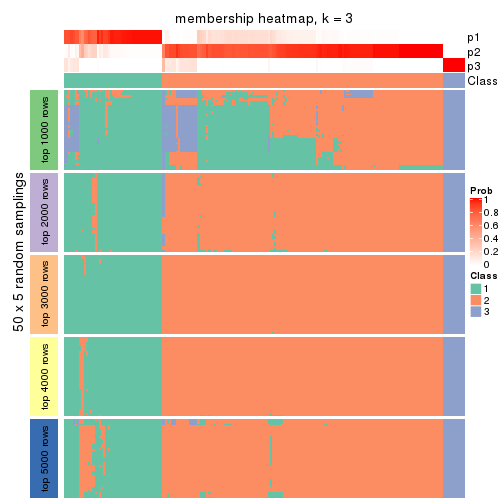 membership heatmap, k = 3
p1
p2
p3
Class
50 x 5 random samplings
top 1000 rows
top 2000 rows
top 3000 rows
top 4000 rows
top 5000 rows
Prob
1
0.8
0.6
0.4
0.2
0
Class
1
2
3